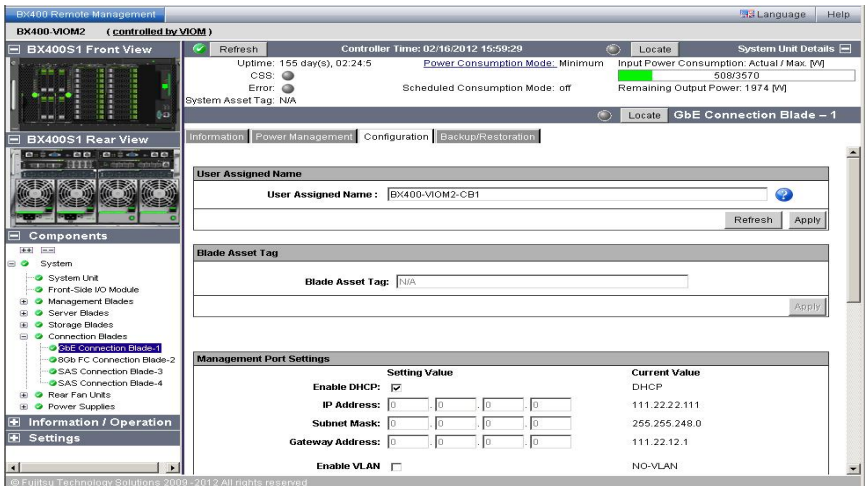 BX400 Remote Management
Language Help
BX400-VIOM2 ( controlled by VIOM )
BX400S1 Front View
Refresh Controller Time: 02/16/2012 15:59:29 Locate System Unit Details
Uptime: 155 day(s), 02:24:5 Power Consumption Mode: Minimum Input Power Consumption: Actual / Max. [W]
CSS: 508/3570
Error: Scheduled Consumption Mode: off Remaining Output Power: 1974 [W]
System Asset Tag: N/A
Locate GbE Connection Blade – 1
Information Power Management Configuration Backup/Restoration
BX400S1 Rear View
User Assigned Name
User Assigned Name : BX400-VIOM2-CB1
Refresh Apply
Components
Blade Asset Tag
Blade Asset Tag: N/A
Apply
System
System Unit
Front-Side I/O Module
Management Blades
Server Blades
Storage Blades
Connection Blades
GbE Connection Blade-1
8Gb FC Connection Blade-2
SAS Connection Blade-3
SAS Connection Blade-4
Rear Fan Units
Power Supplies
Information / Operation
Settings
Management Port Settings
Setting Value Current Value
Enable DHCP: DHCP
IP Address: 0 . 0 . 0 . 0 111.22.22.111
Subnet Mask: 0 . 0 . 0 . 0 255.255.248.0
Gateway Address: 0 . 0 . 0 . 0 111.22.12.1
Enable VLAN NO-VLAN
© Fujitsu Technology Solutions 2009 -2012 All rights reserved